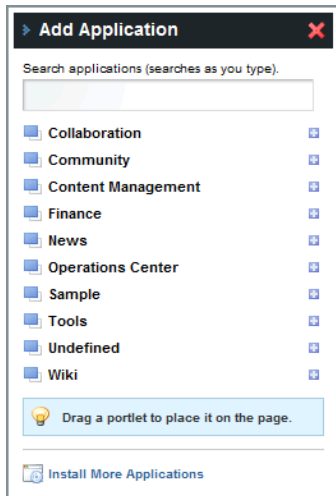 Add Application
Search applications (searches as you type).
Collaboration
Community
Content Management
Finance
News
Operations Center
Sample
Tools
Undefined
Wiki
Drag a portlet to place it on the page.
Install More Applications